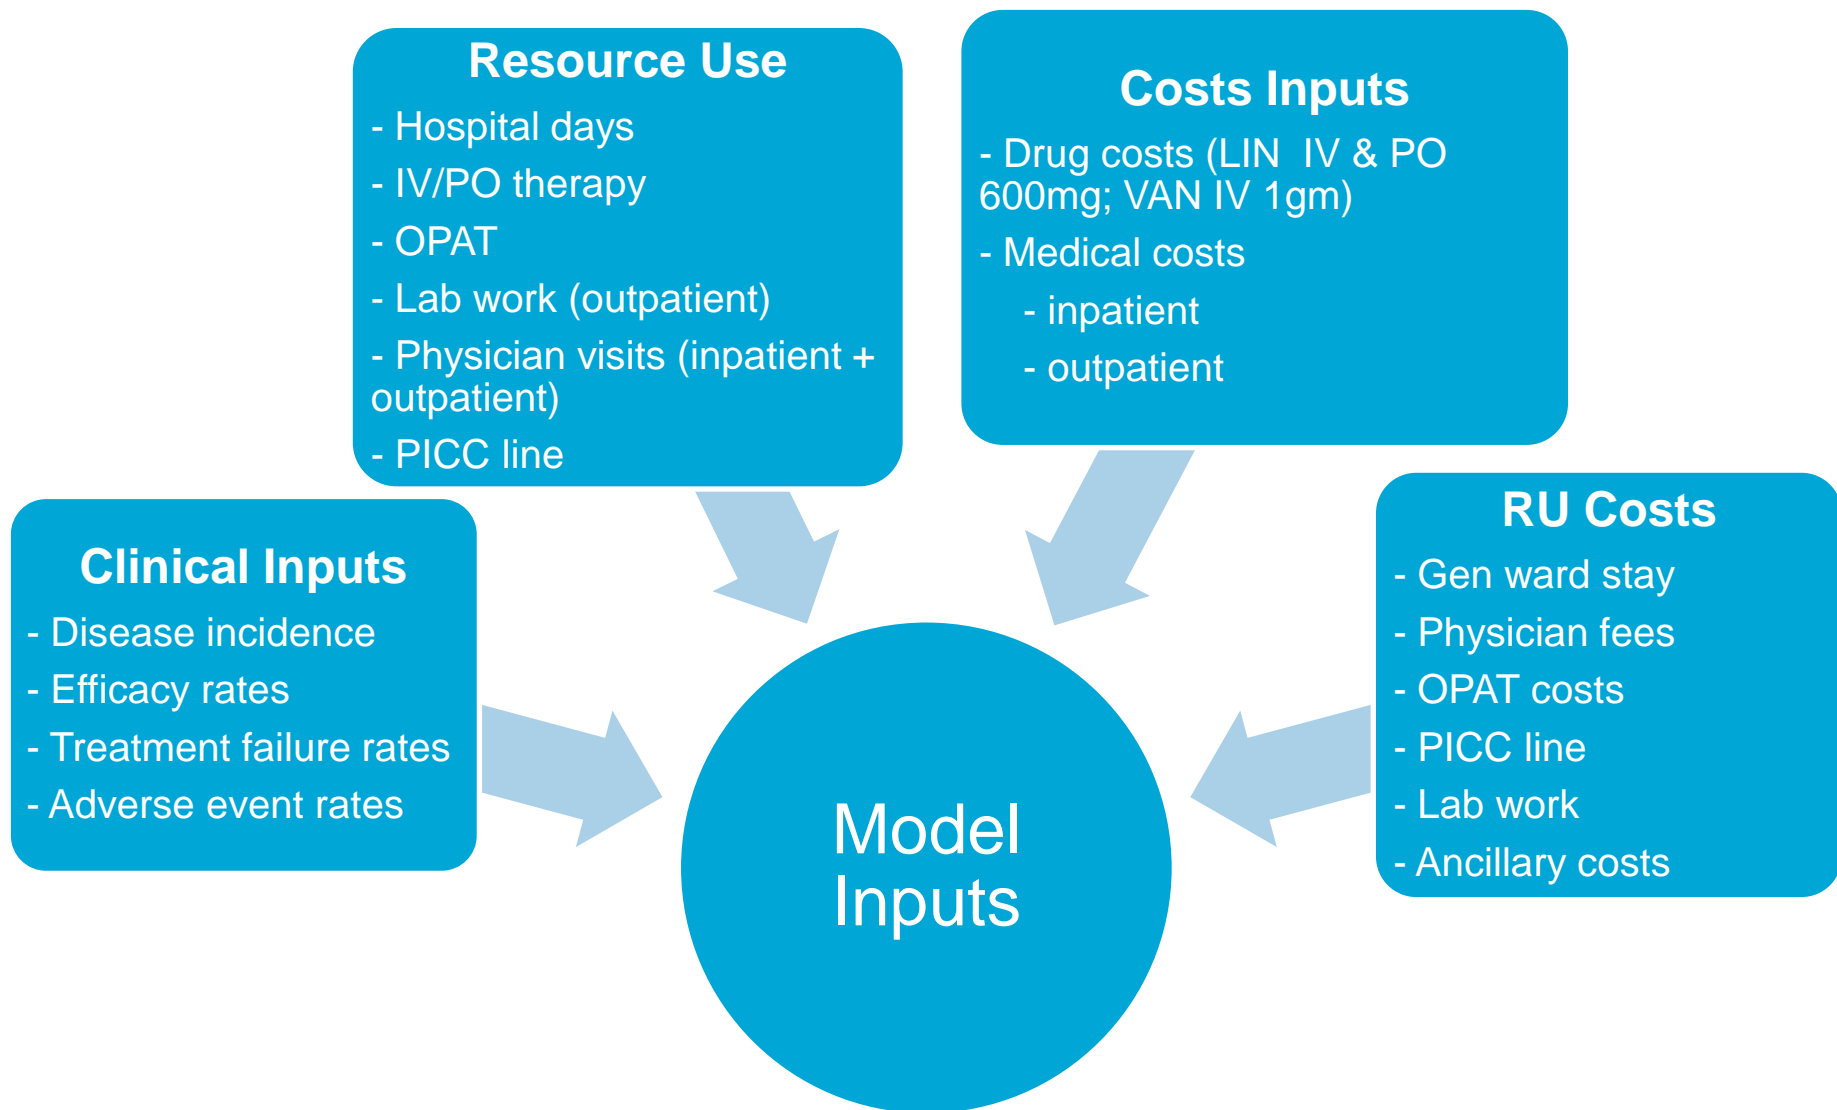 Resource Use
- Hospital days
- IV/PO therapy
- OPAT
- Lab work (outpatient)
- Physician visits (inpatient +
outpatient)
- PICC line
Costs Inputs
- Drug costs (LIN  IV & PO
600mg; VAN IV 1gm)
- Medical costs
- inpatient
- outpatient
Clinical Inputs
- Disease incidence
- Efficacy rates
- Treatment failure rates
- Adverse event rates
RU Costs
- Gen ward stay
- Physician fees
- OPAT costs
- PICC line
- Lab work
- Ancillary costs
Model
Inputs